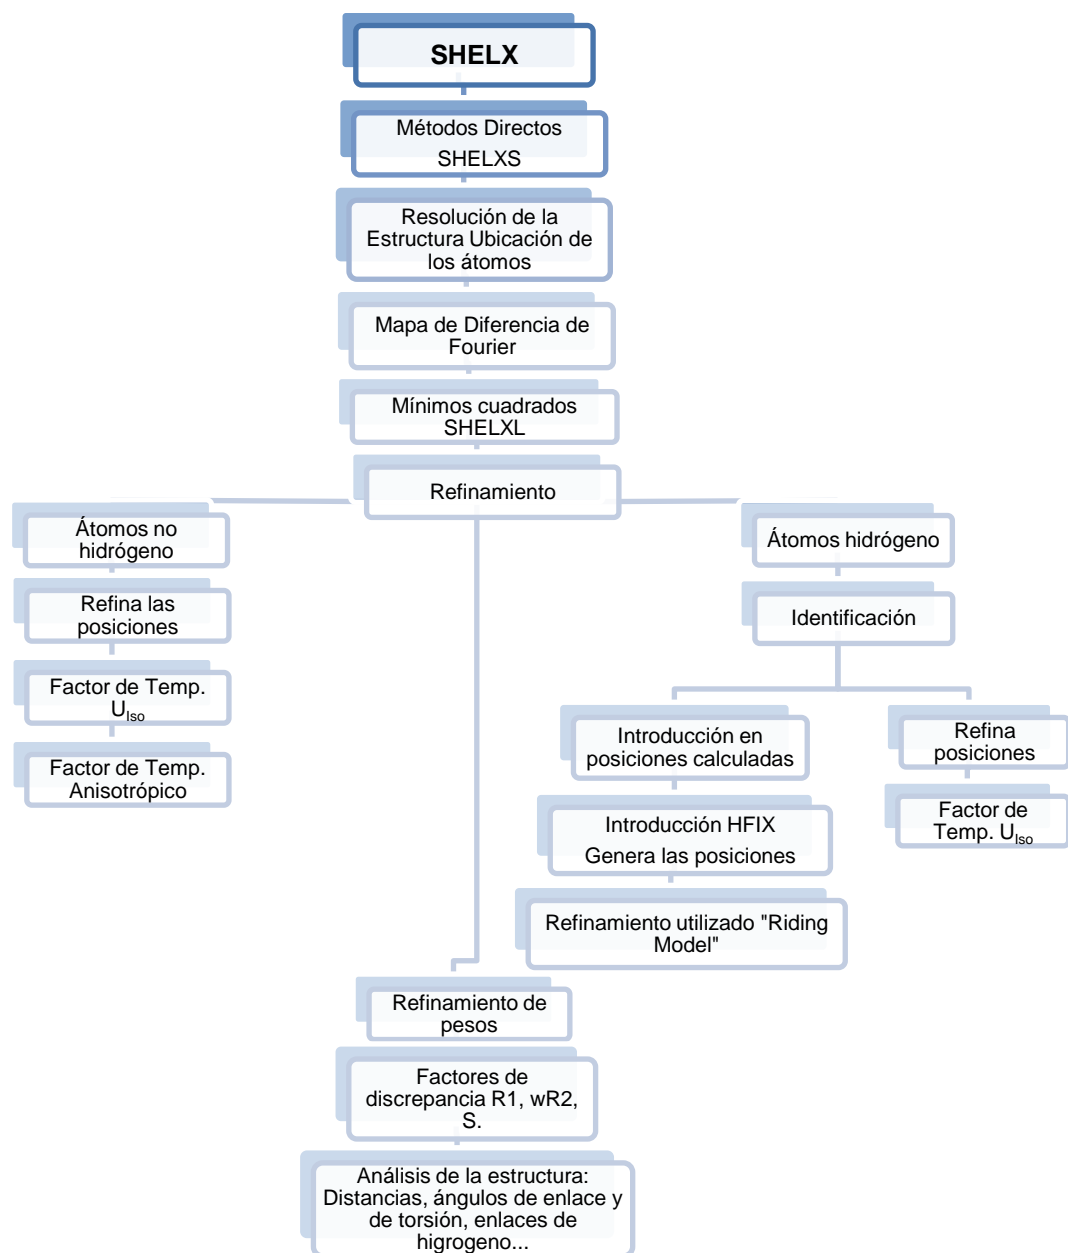 SHELX
Métodos Directos
SHELXS
Resolución de la
Estructura Ubicación de
los átomos
Mapa de Diferencia de
Fourier
Mínimos cuadrados
SHELXL
Refinamiento
Átomos no
hidrógeno
Refina las
posiciones
Factor de Temp.
U_Iso
Factor de Temp.
Anisotrópico
Átomos hidrógeno
Identificación
Introducción en
posiciones calculadas
Introducción HFIX
Genera las posiciones
Refinamiento utilizado "Riding
Model"
Refina
posiciones
Factor de
Temp. U_Iso
Refinamiento de
pesos
Factores de
discrepancia R1, wR2,
S.
Análisis de la estructura:
Distancias, ángulos de enlace y
de torsión, enlaces de
higrogeno...